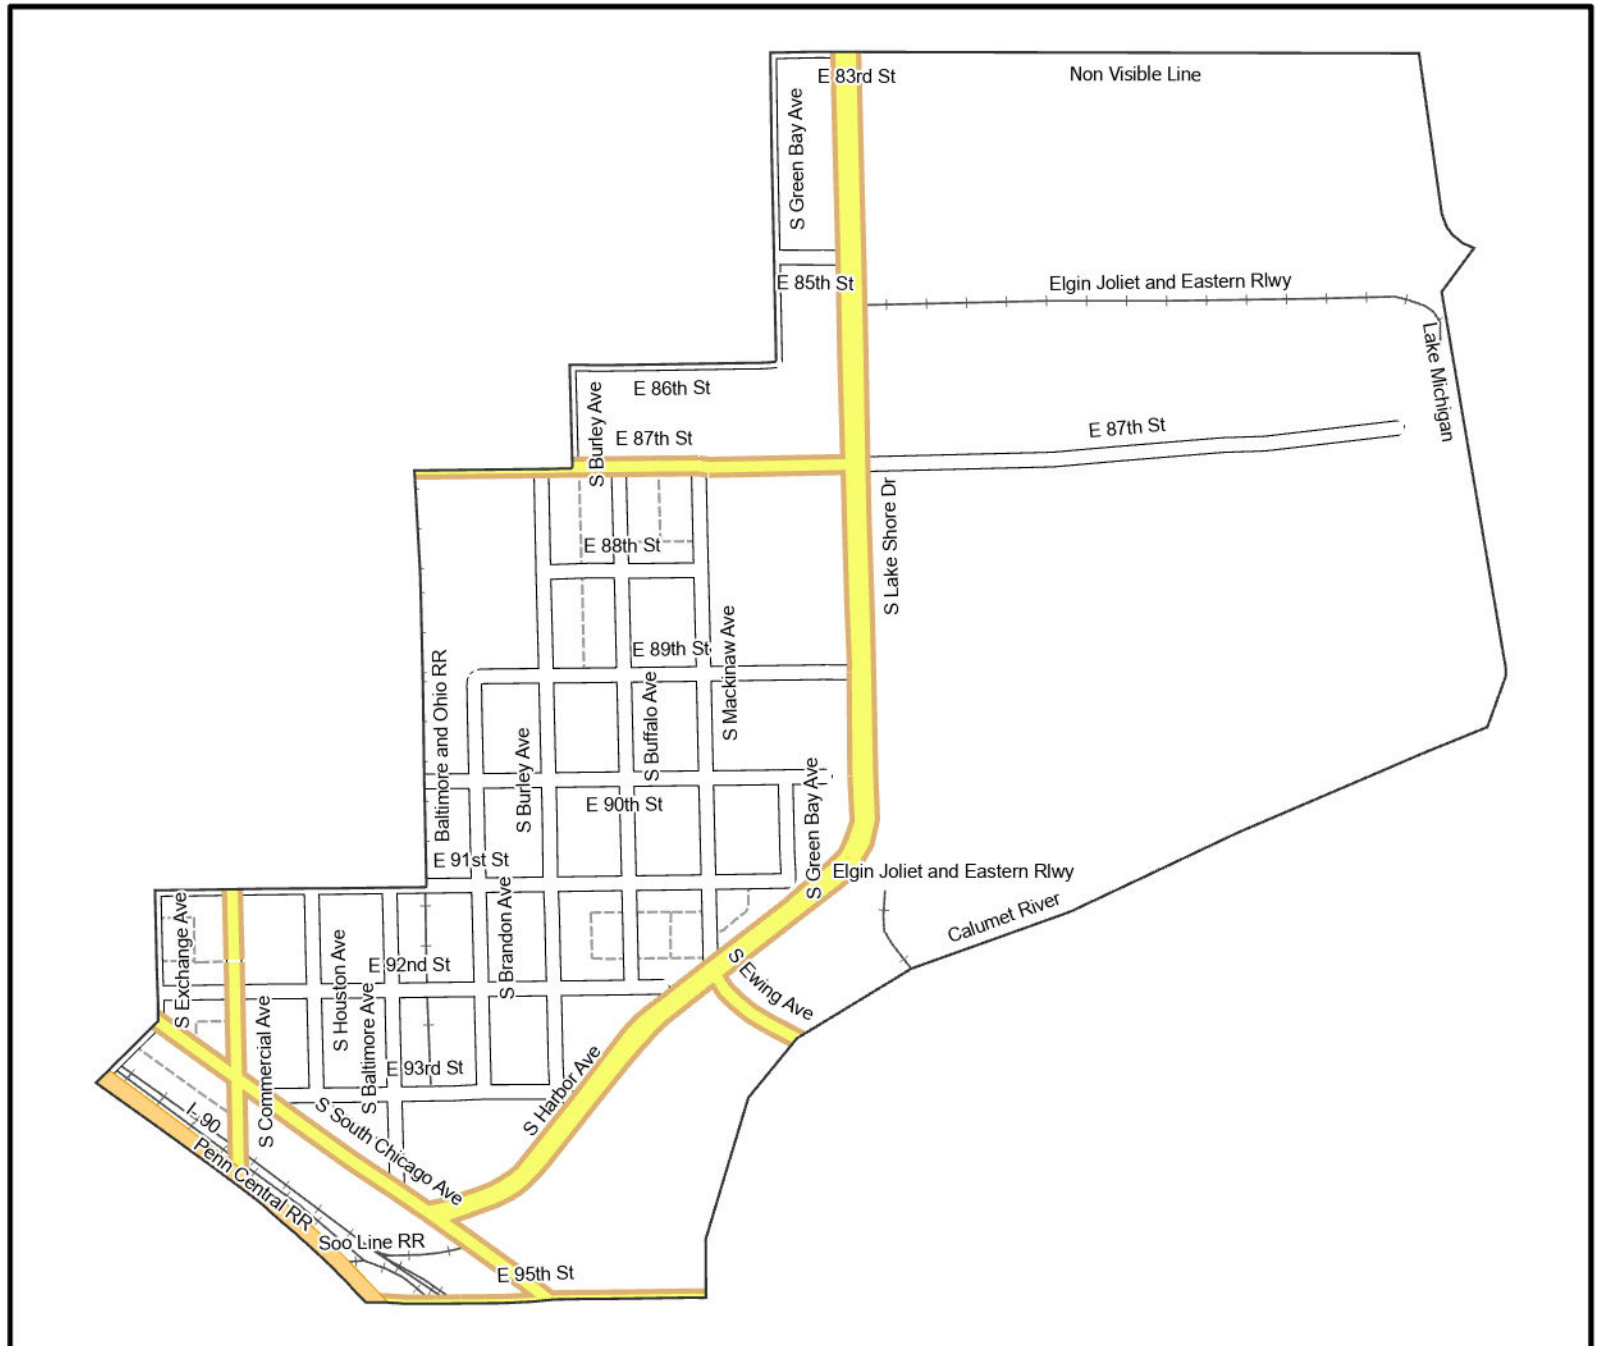 E 83rd St
Non Visible Line
S Green Bay Ave
E 85th St
Elgin Joliet and Eastern Rlwy
Lake Michigan
E 86th St
S Burley Ave
E 87th St
E 87th St
S Lake Shore Dr
E 88th St
E 89th St
S Mackinaw Ave
Baltimore and Ohio RR
S Buffalo Ave
S Burley Ave
E 90th St
S Green Bay Ave
E 91st St
Elgin Joliet and Eastern Rlwy
S Exchange Ave
S Brandon Ave
Calumet River
S Houston Ave
E 92nd St
S Ewing Ave
S Commercial Ave
S Baltimore Ave
E 93rd St
S Harbor Ave
I- 90
S South Chicago Ave
Penn Central RR
Soo Line RR
E 95th St